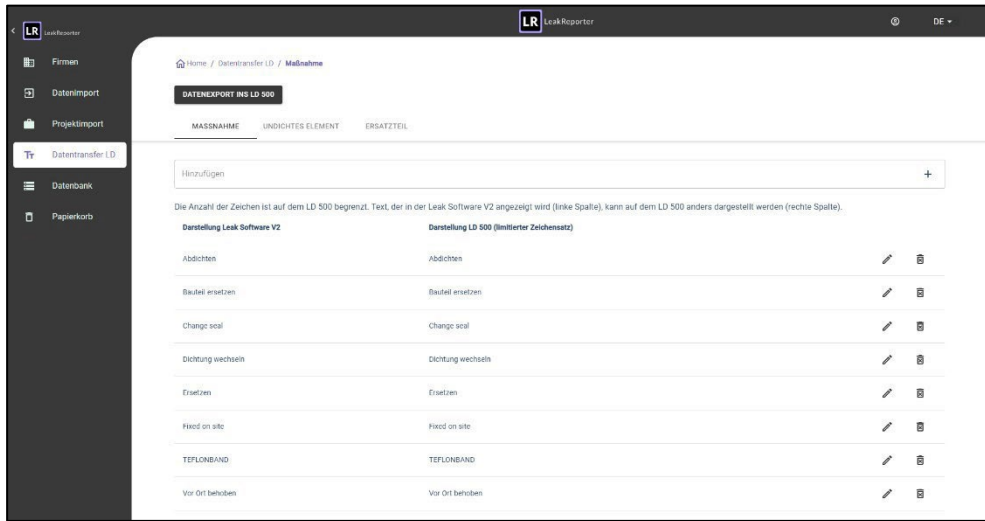 LR LeakReporter
DE
LR LeakReporter
Firmen
Datenimport
Projektimport
Datentransfer LD
Datenbank
Papierkorb
Home / Datentransfer LD / Maßnahme
DATENEXPORT INS LD 500
MASSNAHME UNDICHTES ELEMENT ERSATZTEIL
Hinzufügen
Die Anzahl der Zeichen ist auf dem LD 500 begrenzt. Text, der in der Leak Software V2 angezeigt wird (linke Spalte), kann auf dem LD 500 anders dargestellt werden (rechte Spalte).
Darstellung Leak Software V2 Darstellung LD 500 (limitierter Zeichensatz)
Abdichten Abdichten
Bauteil ersetzen Bauteil ersetzen
Change seal Change seal
Dichtung wechseln Dichtung wechseln
Ersetzen Ersetzen
Fixed on site Fixed on site
TEFLONBAND TEFLONBAND
Vor Ort behoben Vor Ort behoben